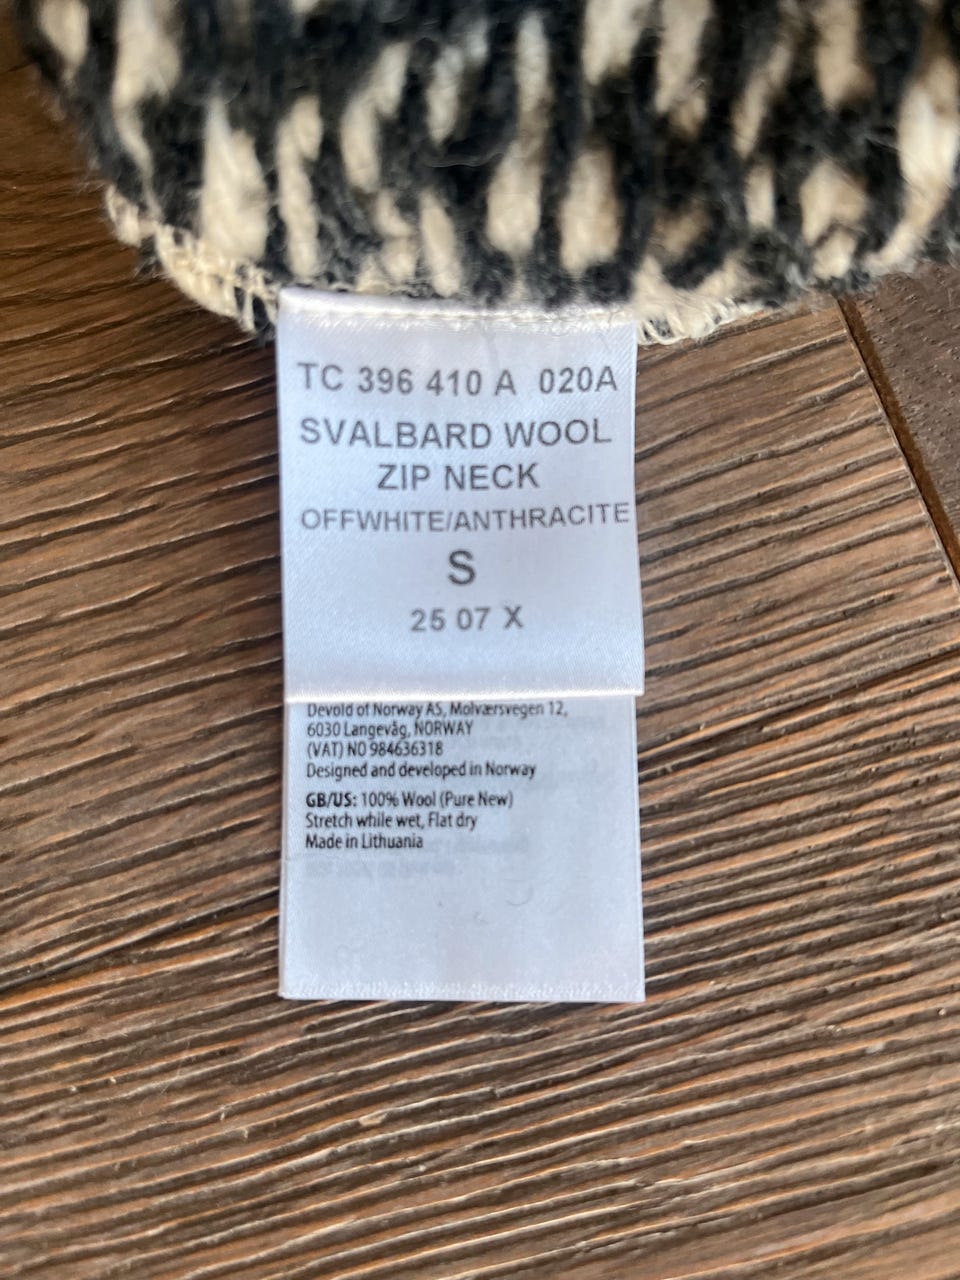 TC 396 410 A 020A
SVALBARD WOOL
ZIP NECK
OFFWHITE/ANTHRACITE
S
25 07 X
Devold of Norway AS, Molværsvegen 12,
6030 Langevåg, NORWAY
(VAT) NO 984636318
Designed and developed in Norway
GB/US: 100% Wool (Pure New)
Stretch while wet, Flat dry
Made in Lithuania